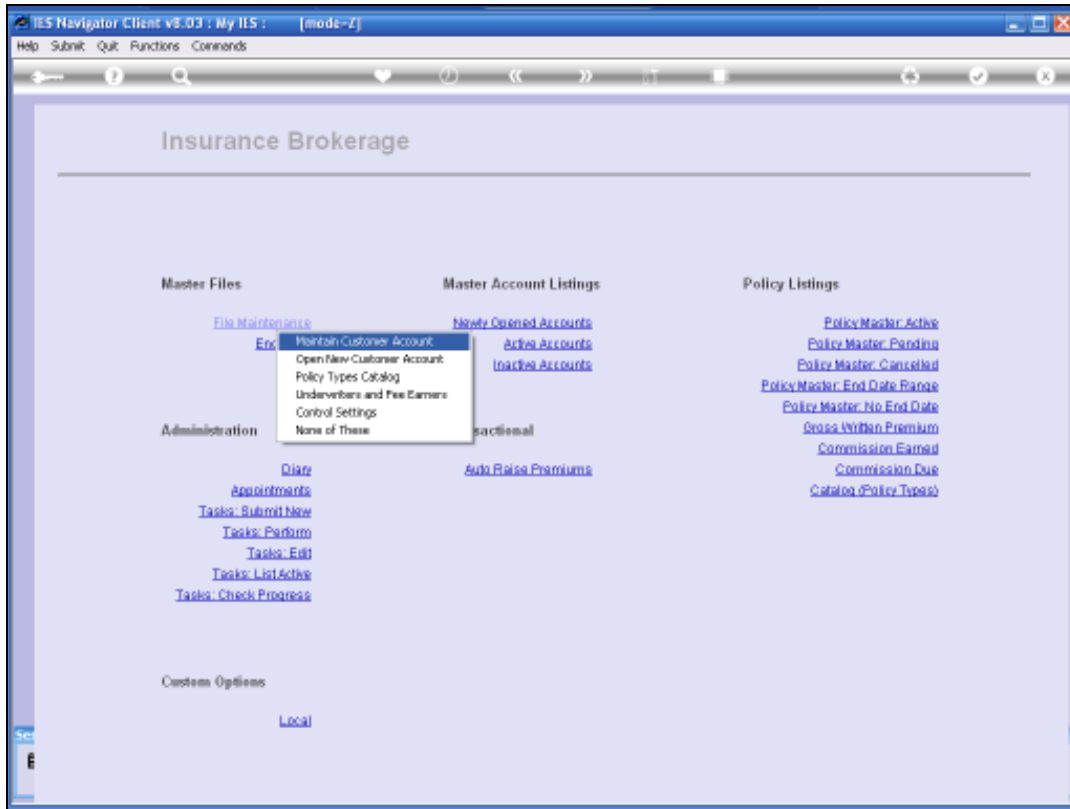 IES Navigator Client v8.03 : My IES : [mode=Z]
Help Submit Quit Functions Commands
Insurance Brokerage
Master Files
File Maintenance
Maintain Customer Account
Open New Customer Account
Policy Types Catalog
Underwriters and Fee Earners
Control Settings
None of These
Master Account Listings
Newly Opened Accounts
Active Accounts
Inactive Accounts
Policy Listings
Policy Master: Active
Policy Master: Pending
Policy Master: Cancelled
Policy Master: End Date Range
Policy Master: No End Date
Gross Written Premium
Commission Earned
Commission Due
Catalog (Policy Types)
Administration
Diary
Appointments
Tasks: Submit New
Tasks: Perform
Tasks: Edit
Tasks: List Active
Tasks: Check Progress
sactional
Auto Raise Premiums
Custom Options
Local